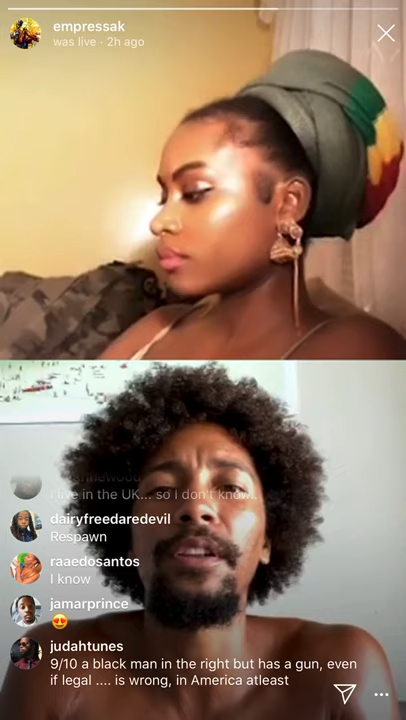 empressak
was live · 2h ago
I live in the UK... so I don't know..
dairyfreedaredevil
Respawn
raaedosantos
I know
jamarprince
😍
judahtunes
9/10 a black man in the right but has a gun, even
if legal .... is wrong, in America atleast